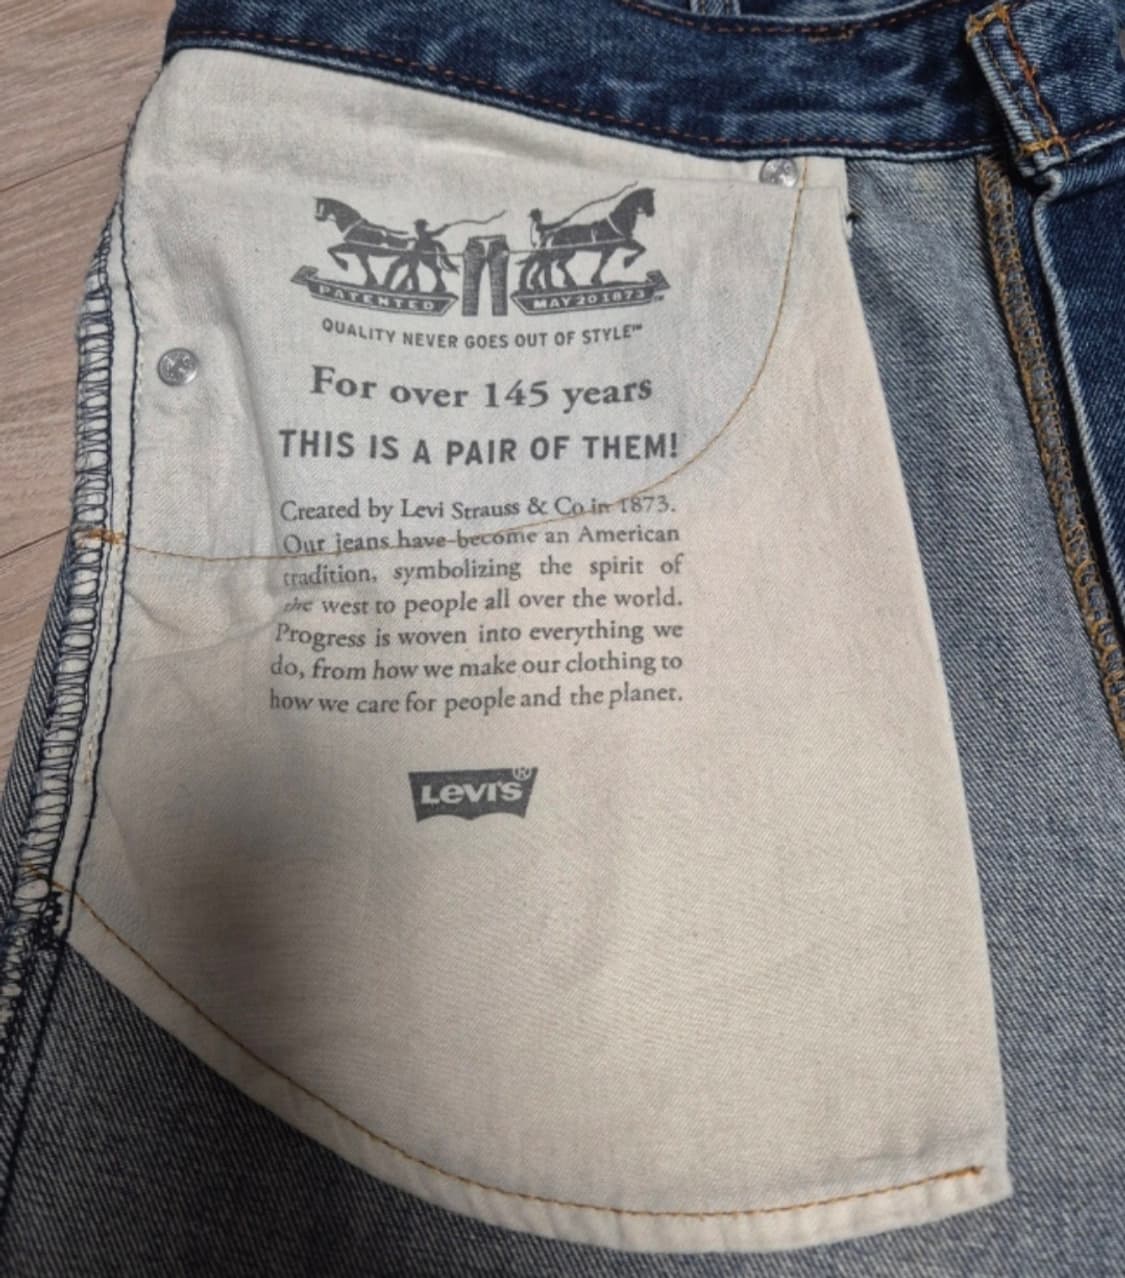 PATENTED MAY 20 1873™
QUALITY NEVER GOES OUT OF STYLE™
For over 145 years
THIS IS A PAIR OF THEM!
Created by Levi Strauss & Co in 1873.
Our jeans have become an American
tradition, symbolizing the spirit of
the west to people all over the world.
Progress is woven into everything we
do, from how we make our clothing to
how we care for people and the planet.
Levi's®